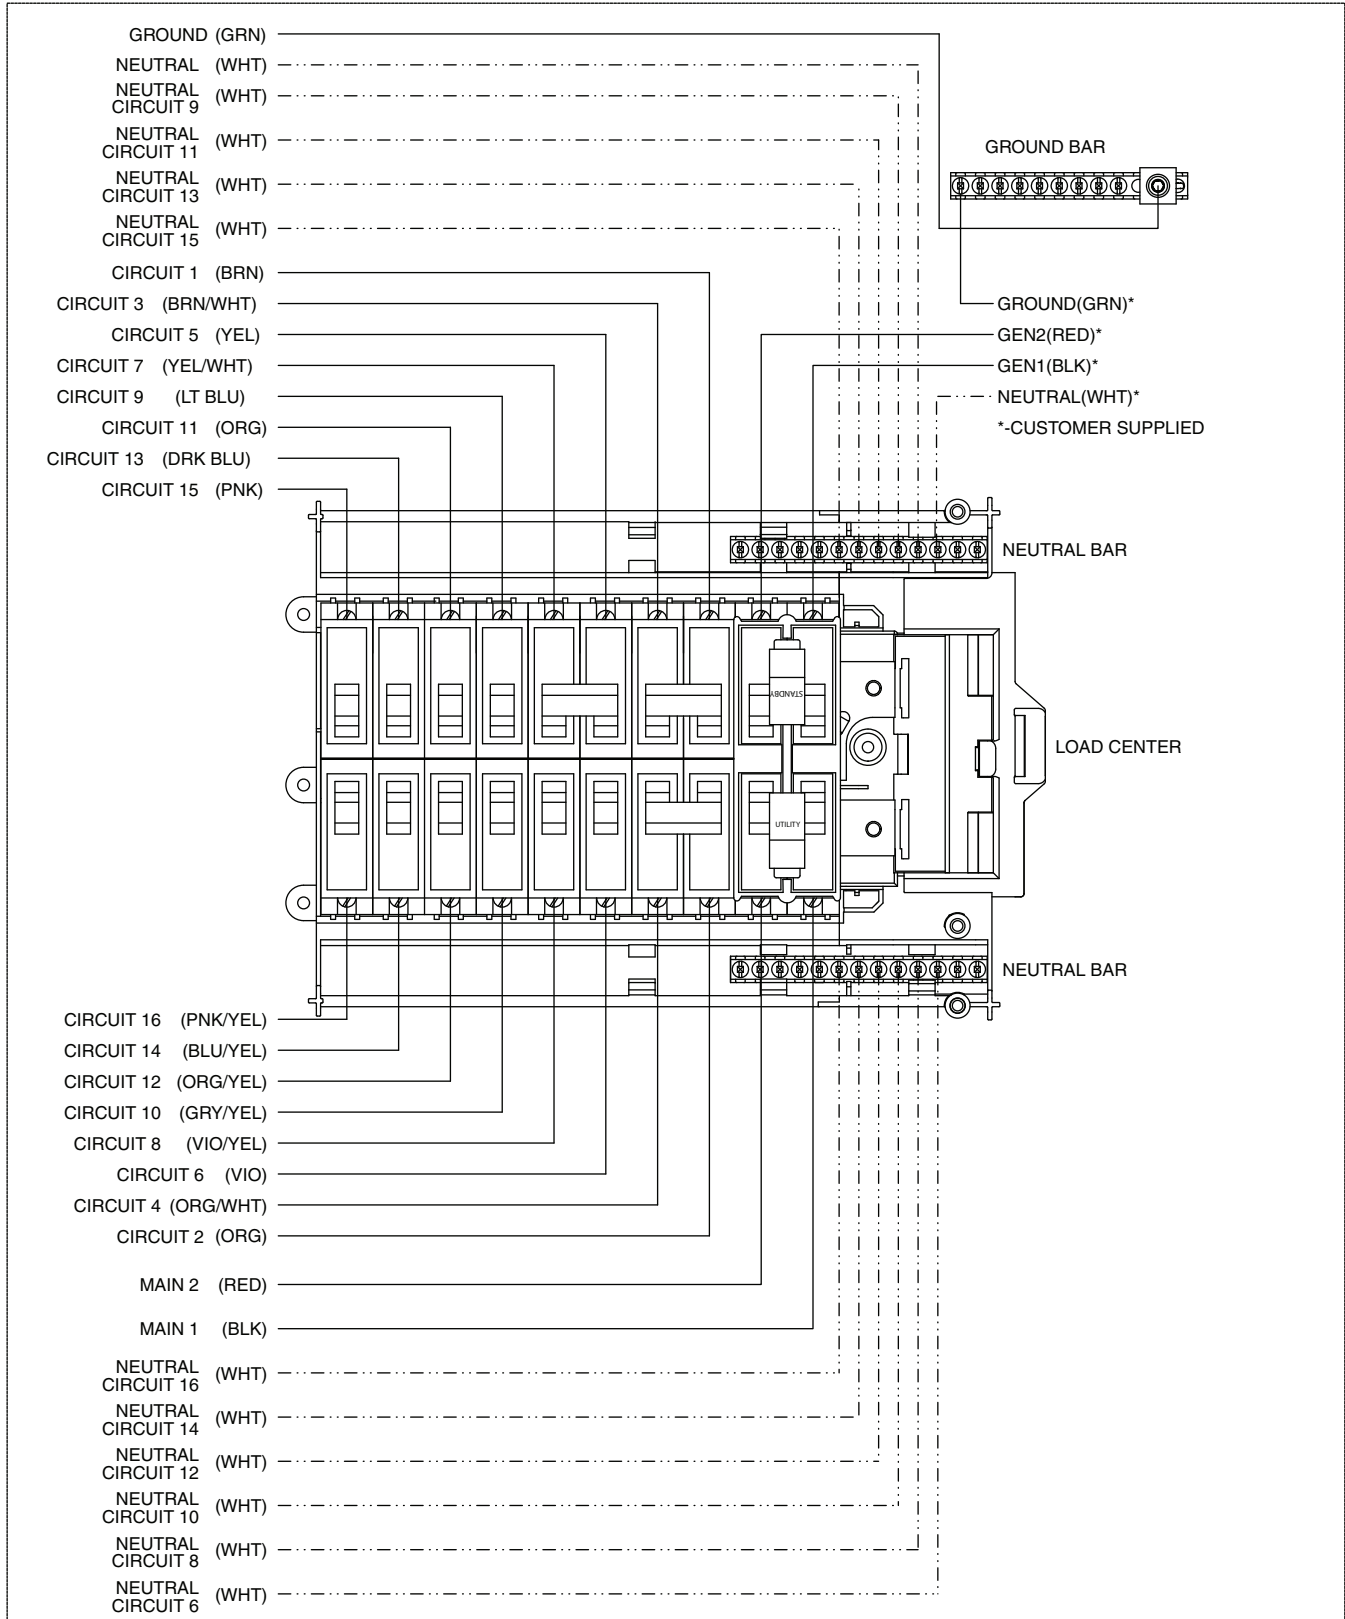 GROUND (GRN)
NEUTRAL (WHT)
NEUTRAL
CIRCUIT 9 (WHT)
NEUTRAL
CIRCUIT 11 (WHT)
NEUTRAL
CIRCUIT 13 (WHT)
NEUTRAL
CIRCUIT 15 (WHT)
CIRCUIT 1 (BRN)
CIRCUIT 3 (BRN/WHT)
CIRCUIT 5 (YEL)
CIRCUIT 7 (YEL/WHT)
CIRCUIT 9 (LT BLU)
CIRCUIT 11 (ORG)
CIRCUIT 13 (DRK BLU)
CIRCUIT 15 (PNK)
GROUND BAR
GROUND(GRN)*
GEN2(RED)*
GEN1(BLK)*
NEUTRAL(WHT)*
*-CUSTOMER SUPPLIED
NEUTRAL BAR
STANDBY
LOAD CENTER
UTILITY
NEUTRAL BAR
CIRCUIT 16 (PNK/YEL)
CIRCUIT 14 (BLU/YEL)
CIRCUIT 12 (ORG/YEL)
CIRCUIT 10 (GRY/YEL)
CIRCUIT 8 (VIO/YEL)
CIRCUIT 6 (VIO)
CIRCUIT 4 (ORG/WHT)
CIRCUIT 2 (ORG)
MAIN 2 (RED)
MAIN 1 (BLK)
NEUTRAL
CIRCUIT 16 (WHT)
NEUTRAL
CIRCUIT 14 (WHT)
NEUTRAL
CIRCUIT 12 (WHT)
NEUTRAL
CIRCUIT 10 (WHT)
NEUTRAL
CIRCUIT 8 (WHT)
NEUTRAL
CIRCUIT 6 (WHT)